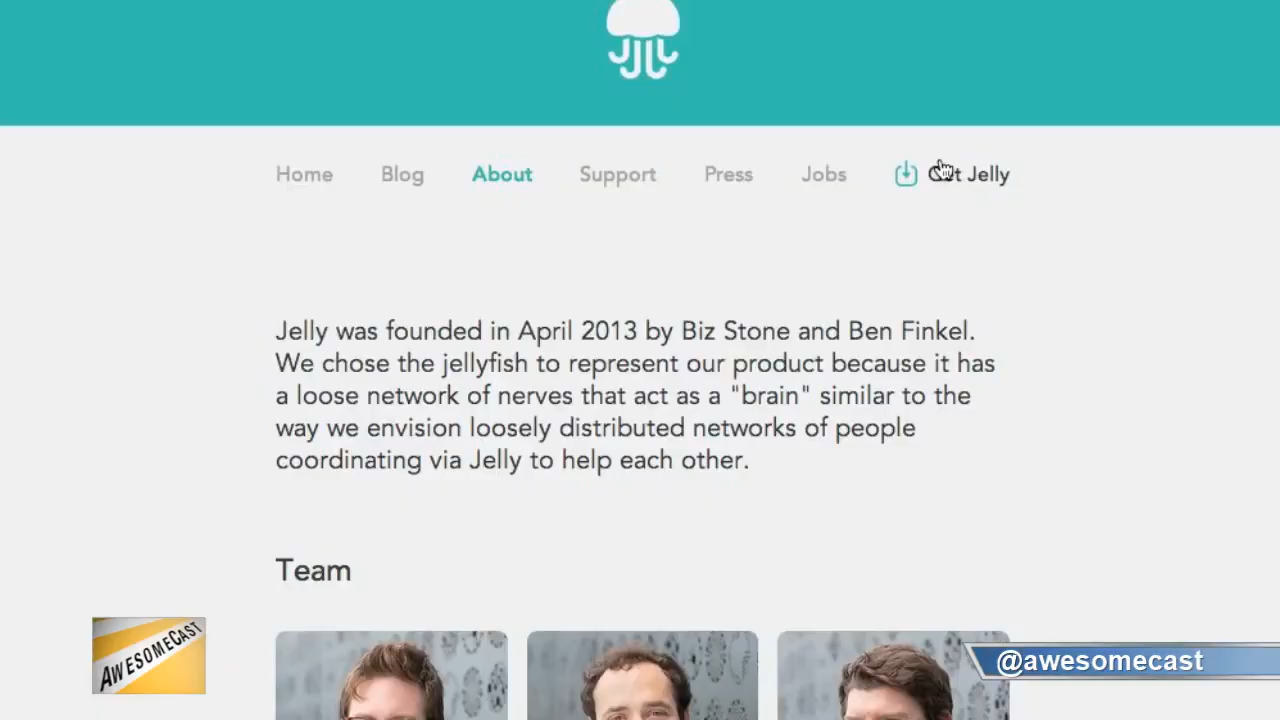 Home Blog About Support Press Jobs Get Jelly
Jelly was founded in April 2013 by Biz Stone and Ben Finkel.
We chose the jellyfish to represent our product because it has
a loose network of nerves that act as a "brain" similar to the
way we envision loosely distributed networks of people
coordinating via Jelly to help each other.
Team
AWESOMECAST
@awesomecast